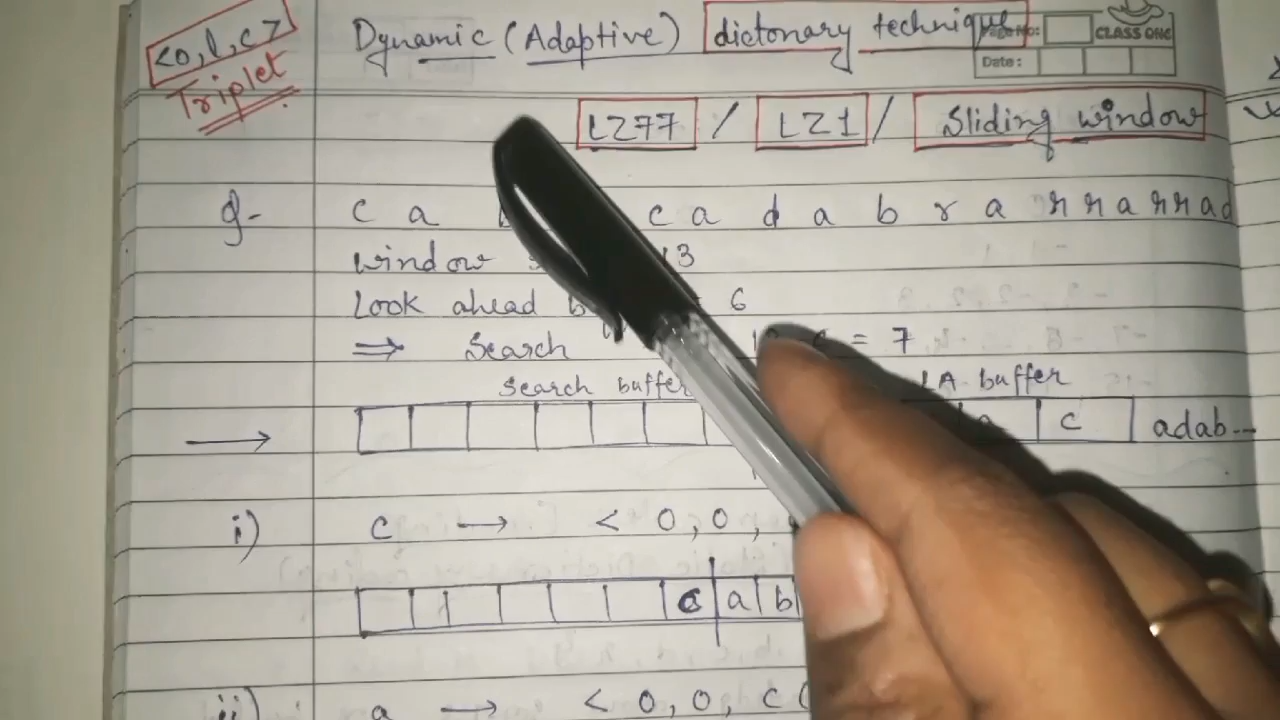 <o, l, c>
Triplet
Dynamic (Adaptive) dictonary technique
Page No:
CLASS ONE
Date:
LZ77 / LZ1 / Sliding window
Q- c a c a d a b r a r r a r r a d
window 13
Look ahead b 6
⇒ Search = 7
Search buffer LA buffer
→ a c adab--
i) c → < 0, 0,
c a b
ii) a → < 0, 0, c(